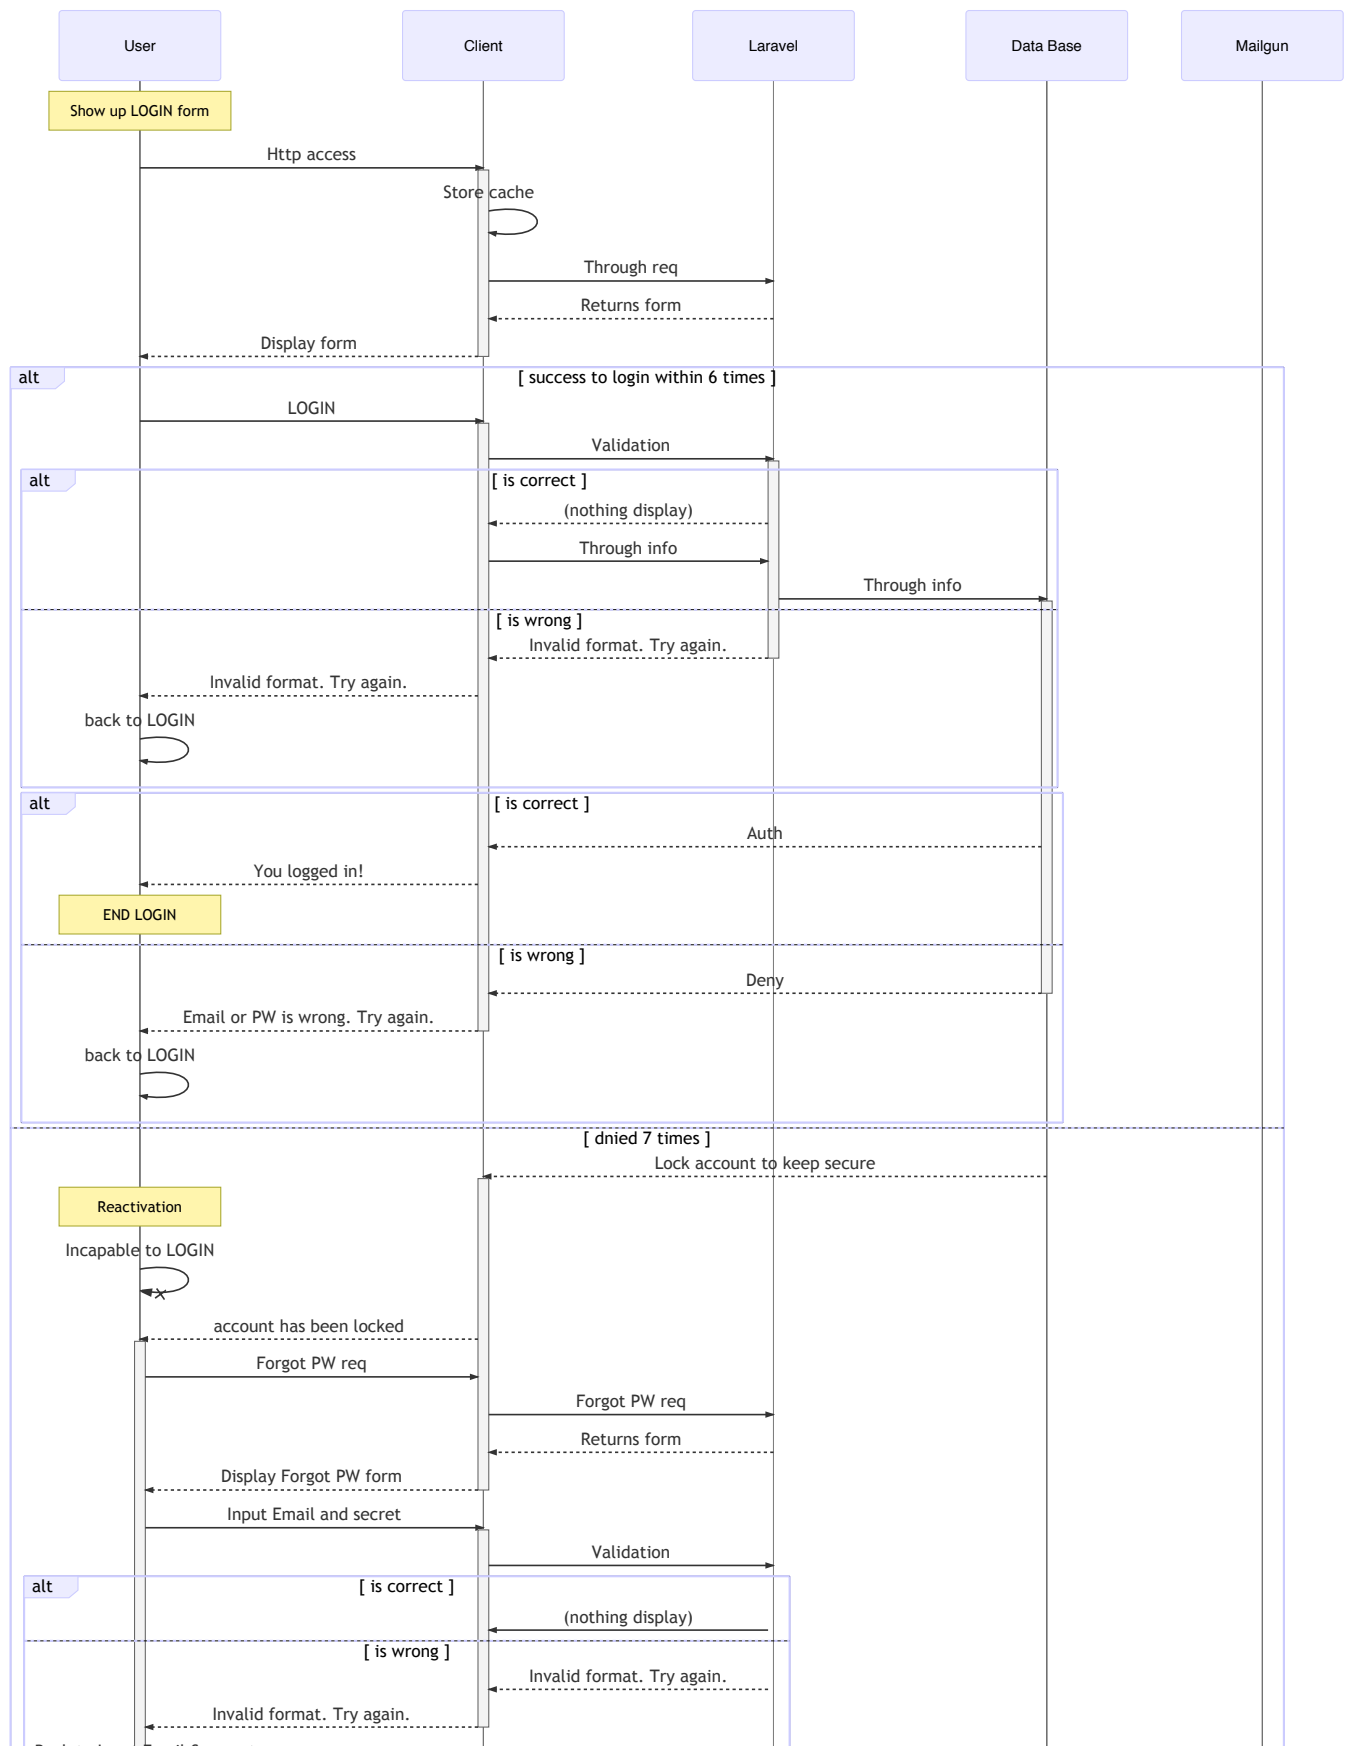 User
Client
Laravel
Data Base
Mailgun
Show up LOGIN form
Http access
Store cache
Through req
Returns form
Display form
alt
[ success to login within 6 times ]
LOGIN
Validation
alt
[ is correct ]
(nothing display)
Through info
Through info
[ is wrong ]
Invalid format. Try again.
Invalid format. Try again.
back to LOGIN
alt
[ is correct ]
Auth
You logged in!
END LOGIN
[ is wrong ]
Deny
Email or PW is wrong. Try again.
back to LOGIN
[ dnied 7 times ]
Lock account to keep secure
Reactivation
Incapable to LOGIN
account has been locked
Forgot PW req
Forgot PW req
Returns form
Display Forgot PW form
Input Email and secret
Validation
alt
[ is correct ]
(nothing display)
[ is wrong ]
Invalid format. Try again.
Invalid format. Try again.